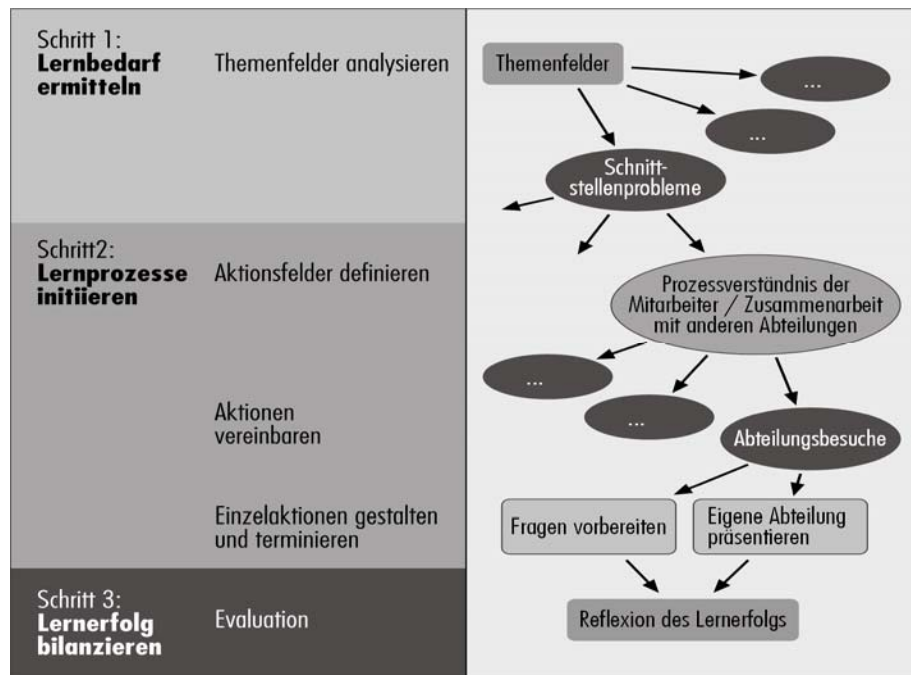 Schritt 1:
Lernbedarf
ermitteln
Themenfelder analysieren
Schritt2:
Lernprozesse
initiieren
Aktionsfelder definieren
Aktionen
vereinbaren
Einzelaktionen gestalten
und terminieren
Schritt 3:
Lernerfolg
bilanzieren
Evaluation
Themenfelder
...
...
Schnitt-
stellenprobleme
Prozessverständnis der
Mitarbeiter / Zusammenarbeit
mit anderen Abteilungen
...
...
Abteilungsbesuche
Fragen vorbereiten
Eigene Abteilung
präsentieren
Reflexion des Lernerfolgs